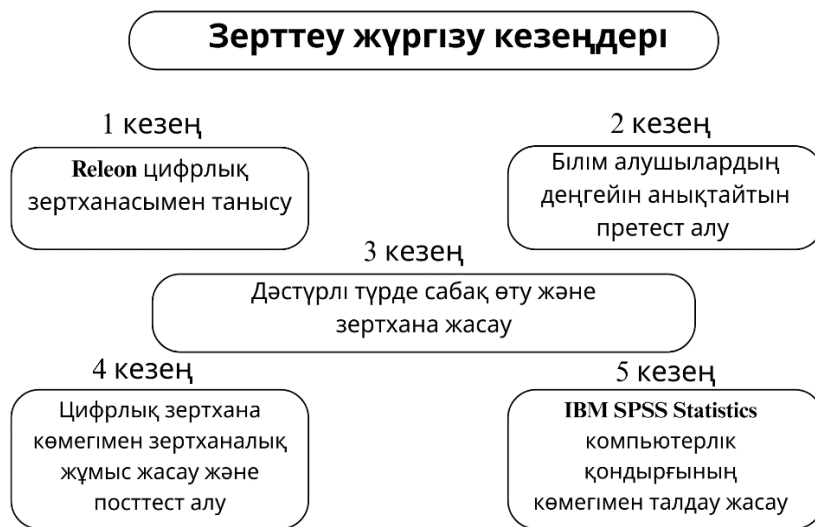 Зерттеу жүргізу кезеңдері
1 кезең
Releon цифрлық
зертханасымен танысу
2 кезең
Білім алушылардың
деңгейін анықтайтын
претест алу
3 кезең
Дәстүрлі түрде сабақ өту және
зертхана жасау
4 кезең
Цифрлық зертхана
көмегімен зертханалық
жұмыс жасау және
посттест алу
5 кезең
IBM SPSS Statistics
компьютерлік
қондырғының
көмегімен талдау жасау